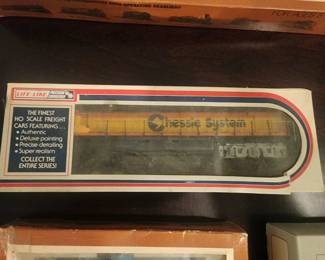 LIFE-LIKE
THE FINEST
HO SCALE FREIGHT
CARS FEATURING...
• Authentic
• Deluxe painting
• Precise detailing
• Super realism
COLLECT THE
ENTIRE SERIES!
Chessie System